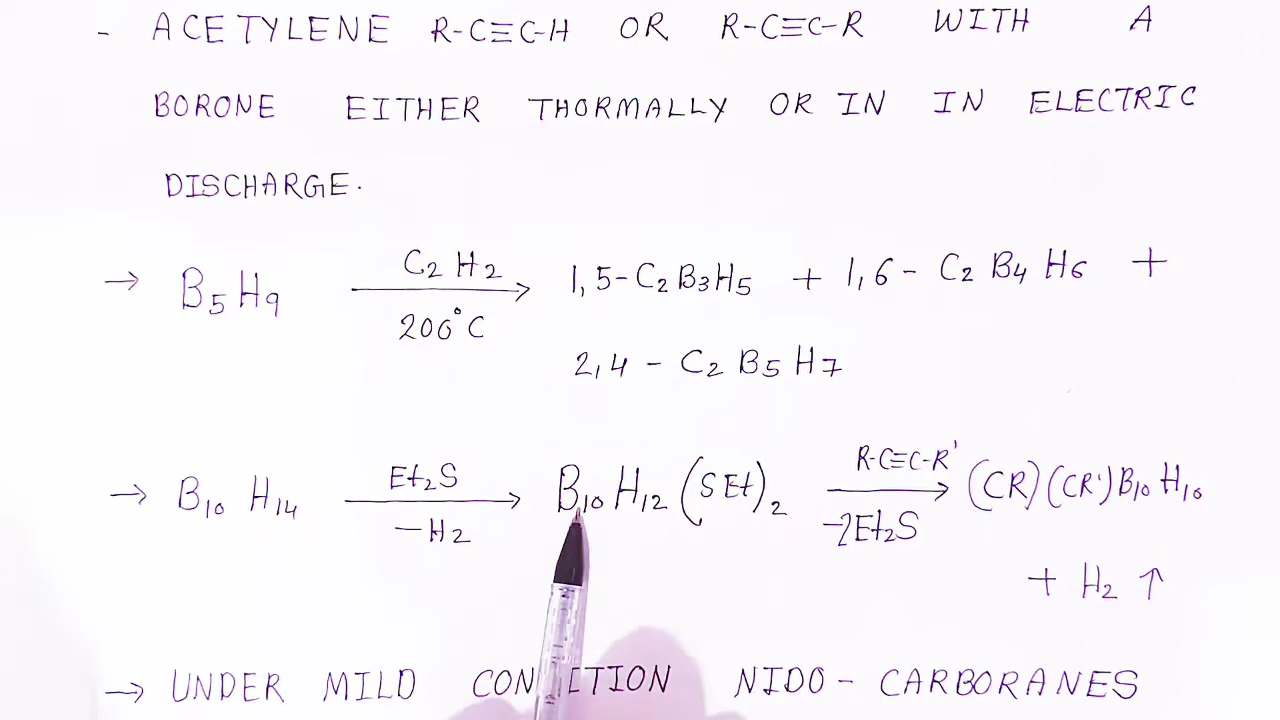 - ACETYLENE R-C≡C-H OR R-C≡C-R WITH A
BORONE EITHER THORMALLY OR IN IN ELECTRIC
DISCHARGE.
→ B₅H₉ —C₂H₂ / 200°C→ 1,5-C₂B₃H₅ + 1,6-C₂B₄H₆ +
2,4-C₂B₅H₇
→ B₁₀H₁₄ —Et₂S / -H₂→ B₁₀H₁₂(SEt)₂ —R-C≡C-R' / -2Et₂S→ (CR)(CR')B₁₀H₁₀
+ H₂ ↑
→ UNDER MILD NIDO-CARBORANES